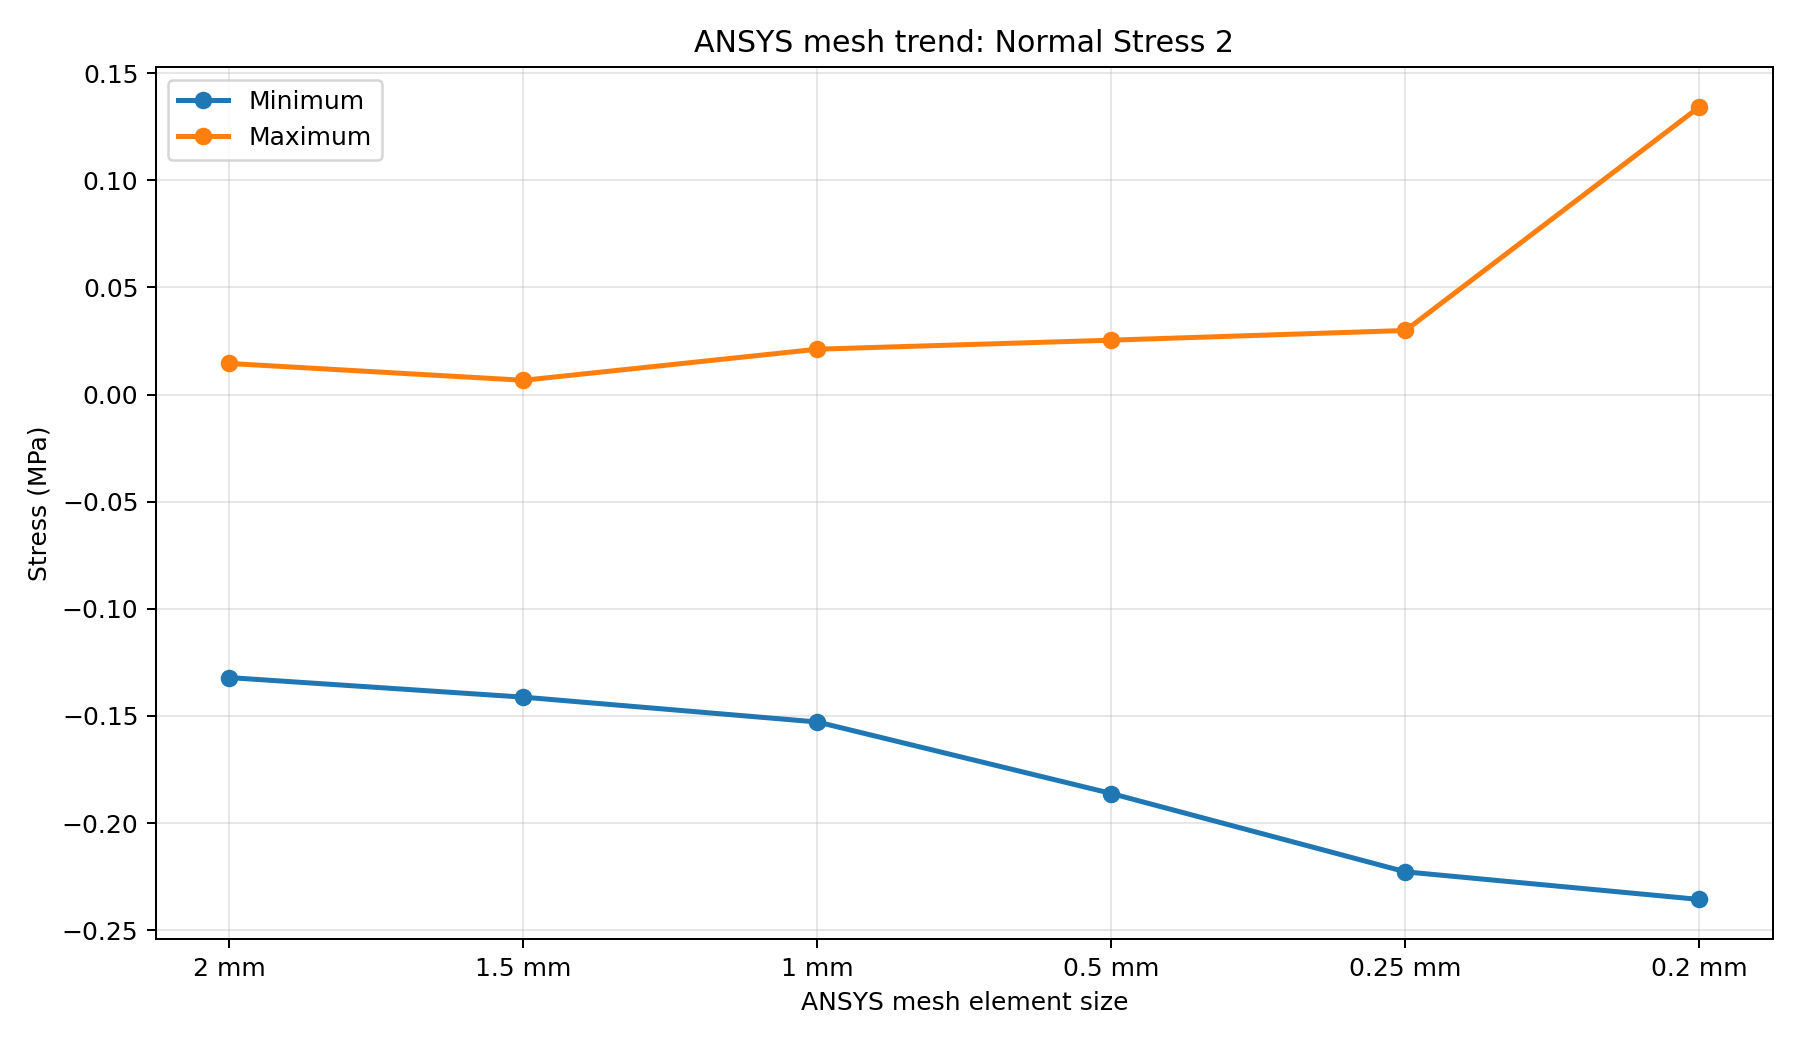 ANSYS mesh trend: Normal Stress 2
Minimum
Maximum
0.15
0.10
0.05
0.00
−0.05
−0.10
−0.15
−0.20
−0.25
Stress (MPa)
2 mm 1.5 mm 1 mm 0.5 mm 0.25 mm 0.2 mm
ANSYS mesh element size